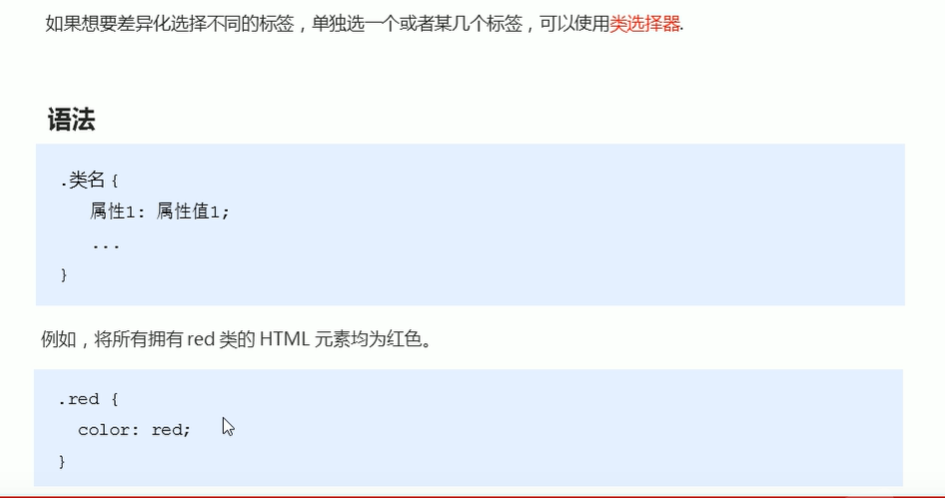 如果想要差异化选择不同的标签，单独选一个或者某几个标签，可以使用类选择器.
语法
.类名 {
属性1: 属性值1;
...
}
例如，将所有拥有 red 类的 HTML 元素均为红色。
.red {
color: red;
}